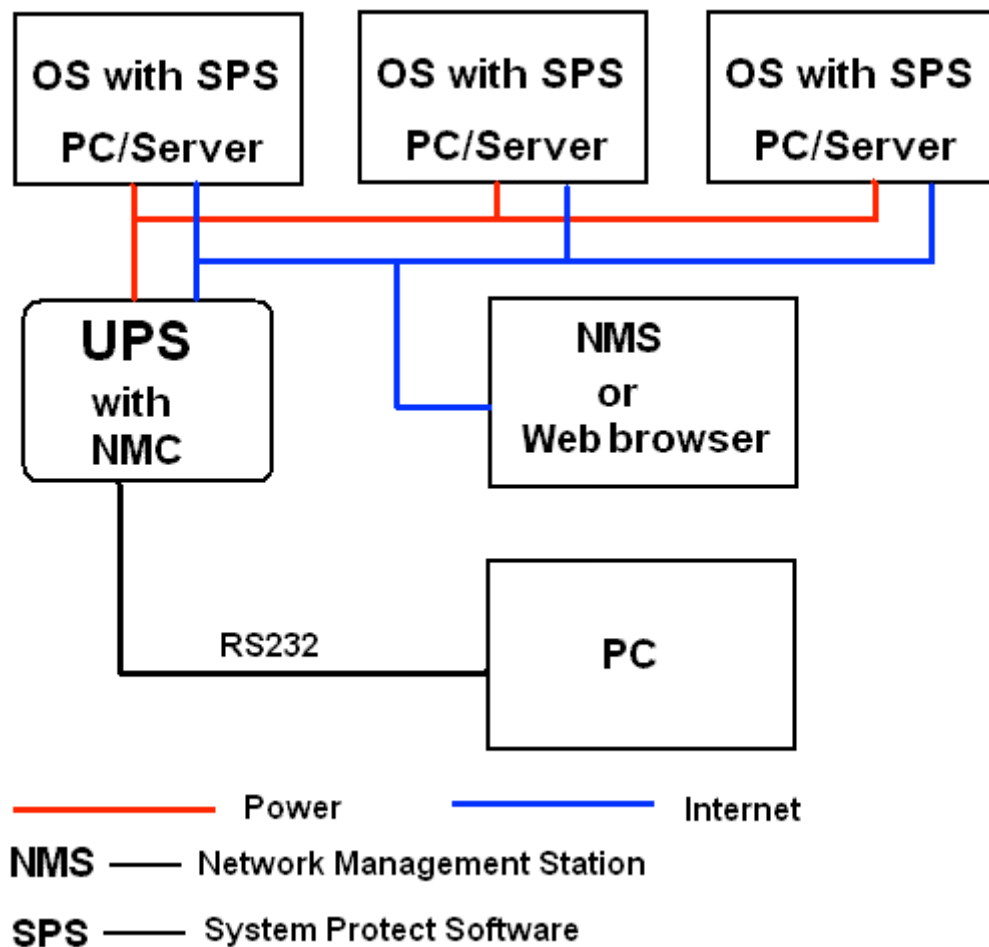 OS with SPS
PC/Server
OS with SPS
PC/Server
OS with SPS
PC/Server
UPS
with
NMC
NMS
or
Web browser
RS232
PC
Power
Internet
NMS
Network Management Station
SPS
System Protect Software